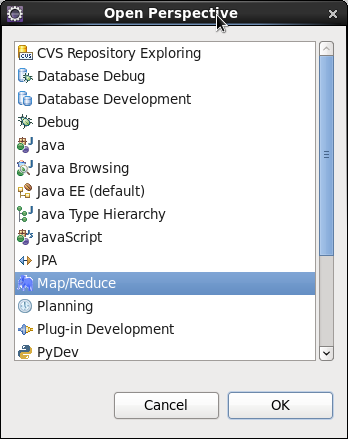 Open Perspective
CVS Repository Exploring
Database Debug
Database Development
Debug
Java
Java Browsing
Java EE (default)
Java Type Hierarchy
JavaScript
JPA
Map/Reduce
Planning
Plug-in Development
PyDev
Cancel
OK